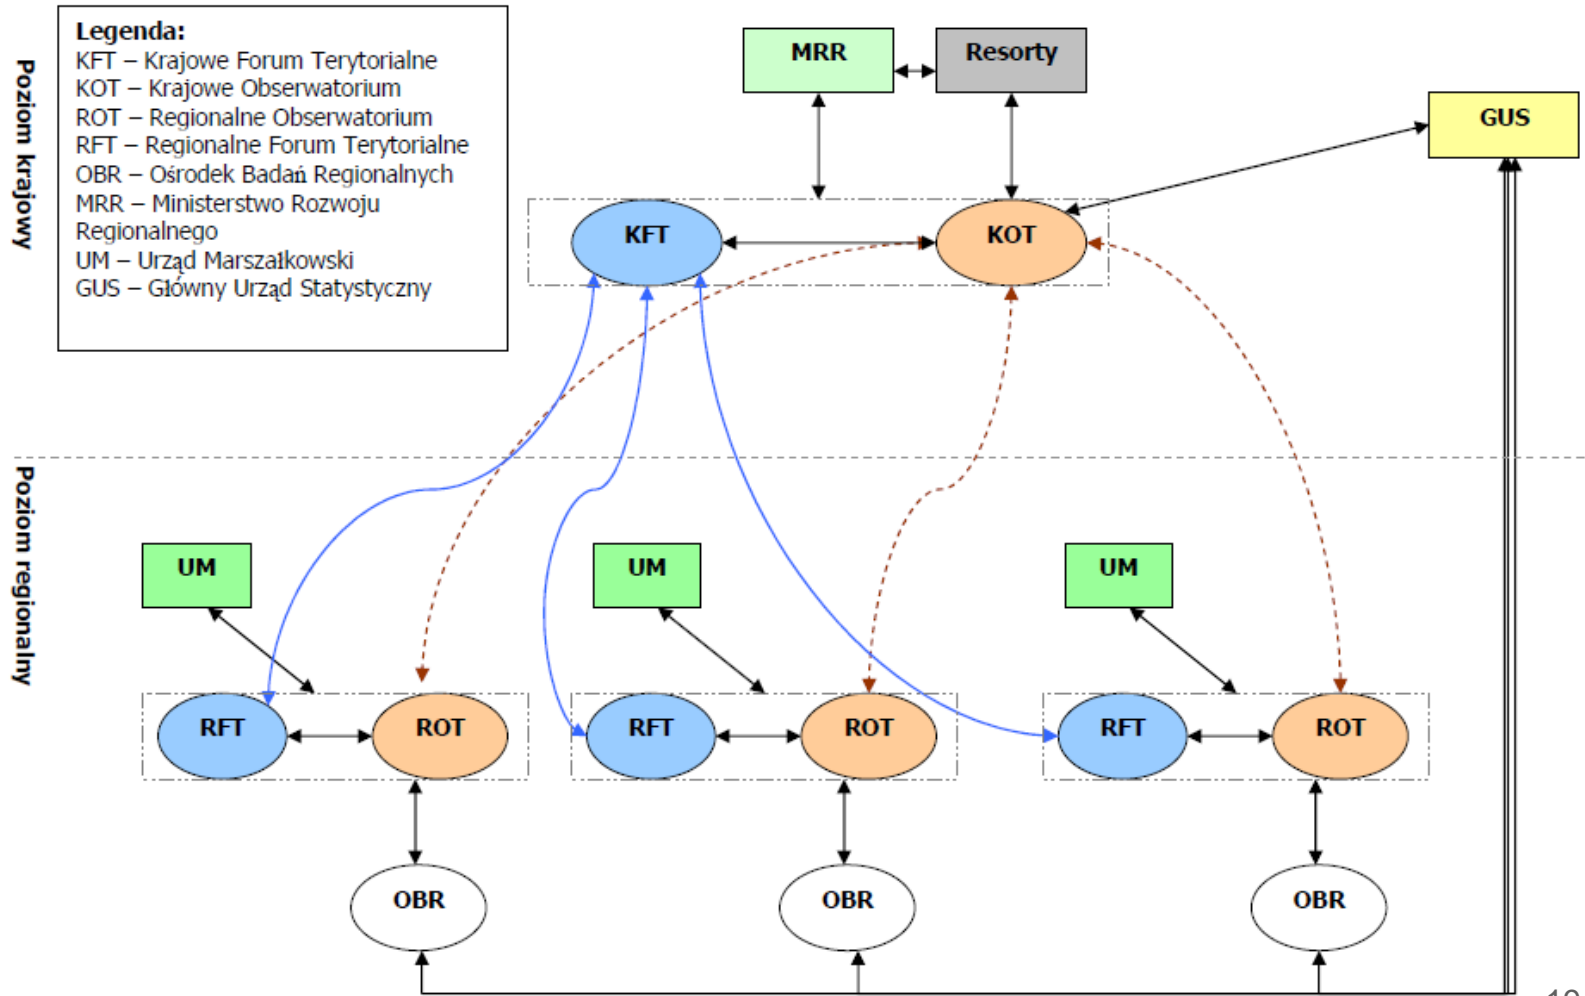 Legenda:
KFT – Krajowe Forum Terytorialne
KOT – Krajowe Obserwatorium
ROT – Regionalne Obserwatorium
RFT – Regionalne Forum Terytorialne
OBR – Ośrodek Badań Regionalnych
MRR – Ministerstwo Rozwoju
Regionalnego
UM – Urząd Marszałkowski
GUS – Główny Urząd Statystyczny
Poziom krajowy
MRR
Resorty
GUS
KFT
KOT
Poziom regionalny
UM
UM
UM
RFT
ROT
RFT
ROT
RFT
ROT
OBR
OBR
OBR